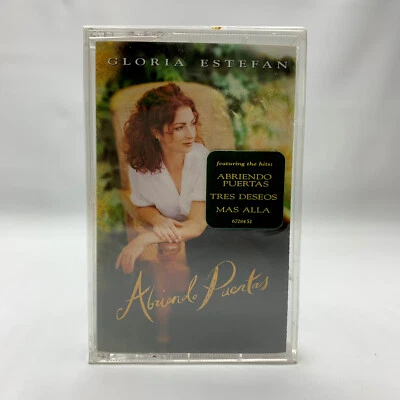 GLORIA ESTEFAN
featuring the hits:
ABRIENDO
PUERTAS
TRES DESEOS
MAS ALLA
Abriendo Puertas